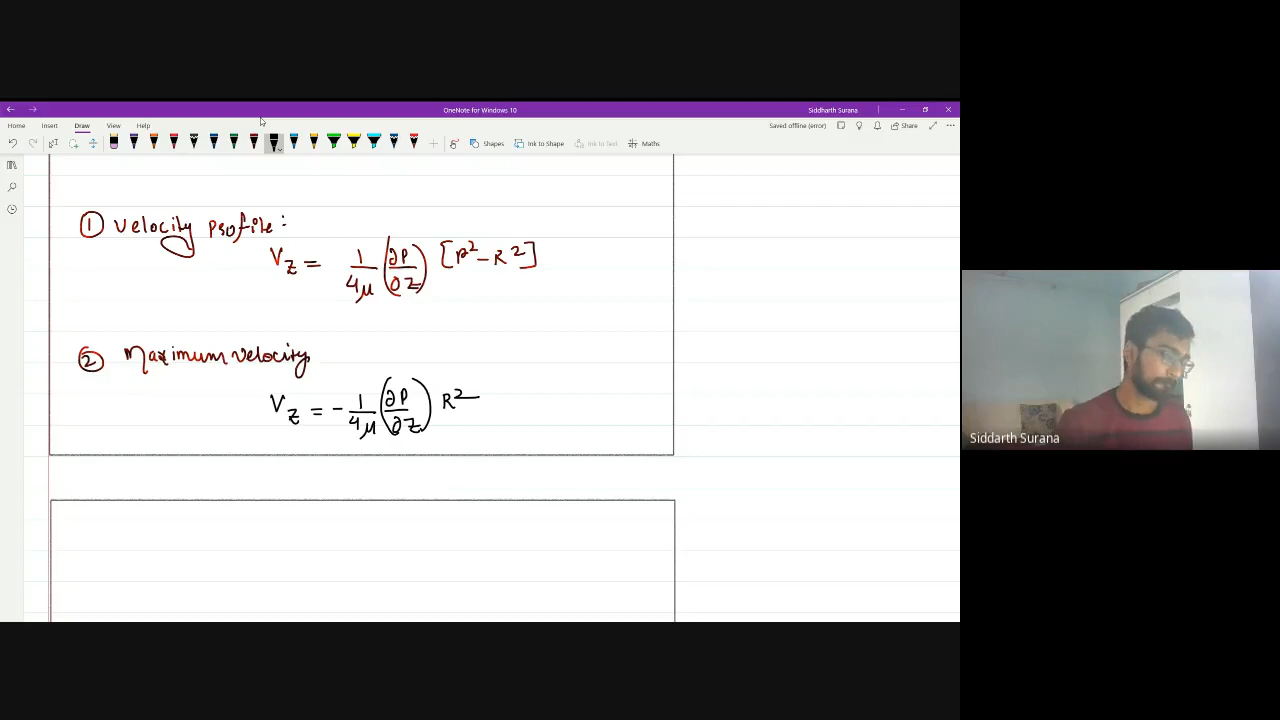 OneNote for Windows 10
Siddharth Surana
Home Insert Draw View Help
Saved offline (error)
Share
Shapes
Ink to Shape
Ink to Text
Maths
① Velocity profile:
V_z = 1/4μ (∂P/∂z) [r² - R²]
② Maximum velocity
V_z = - 1/4μ (∂P/∂z) R²
Siddarth Surana